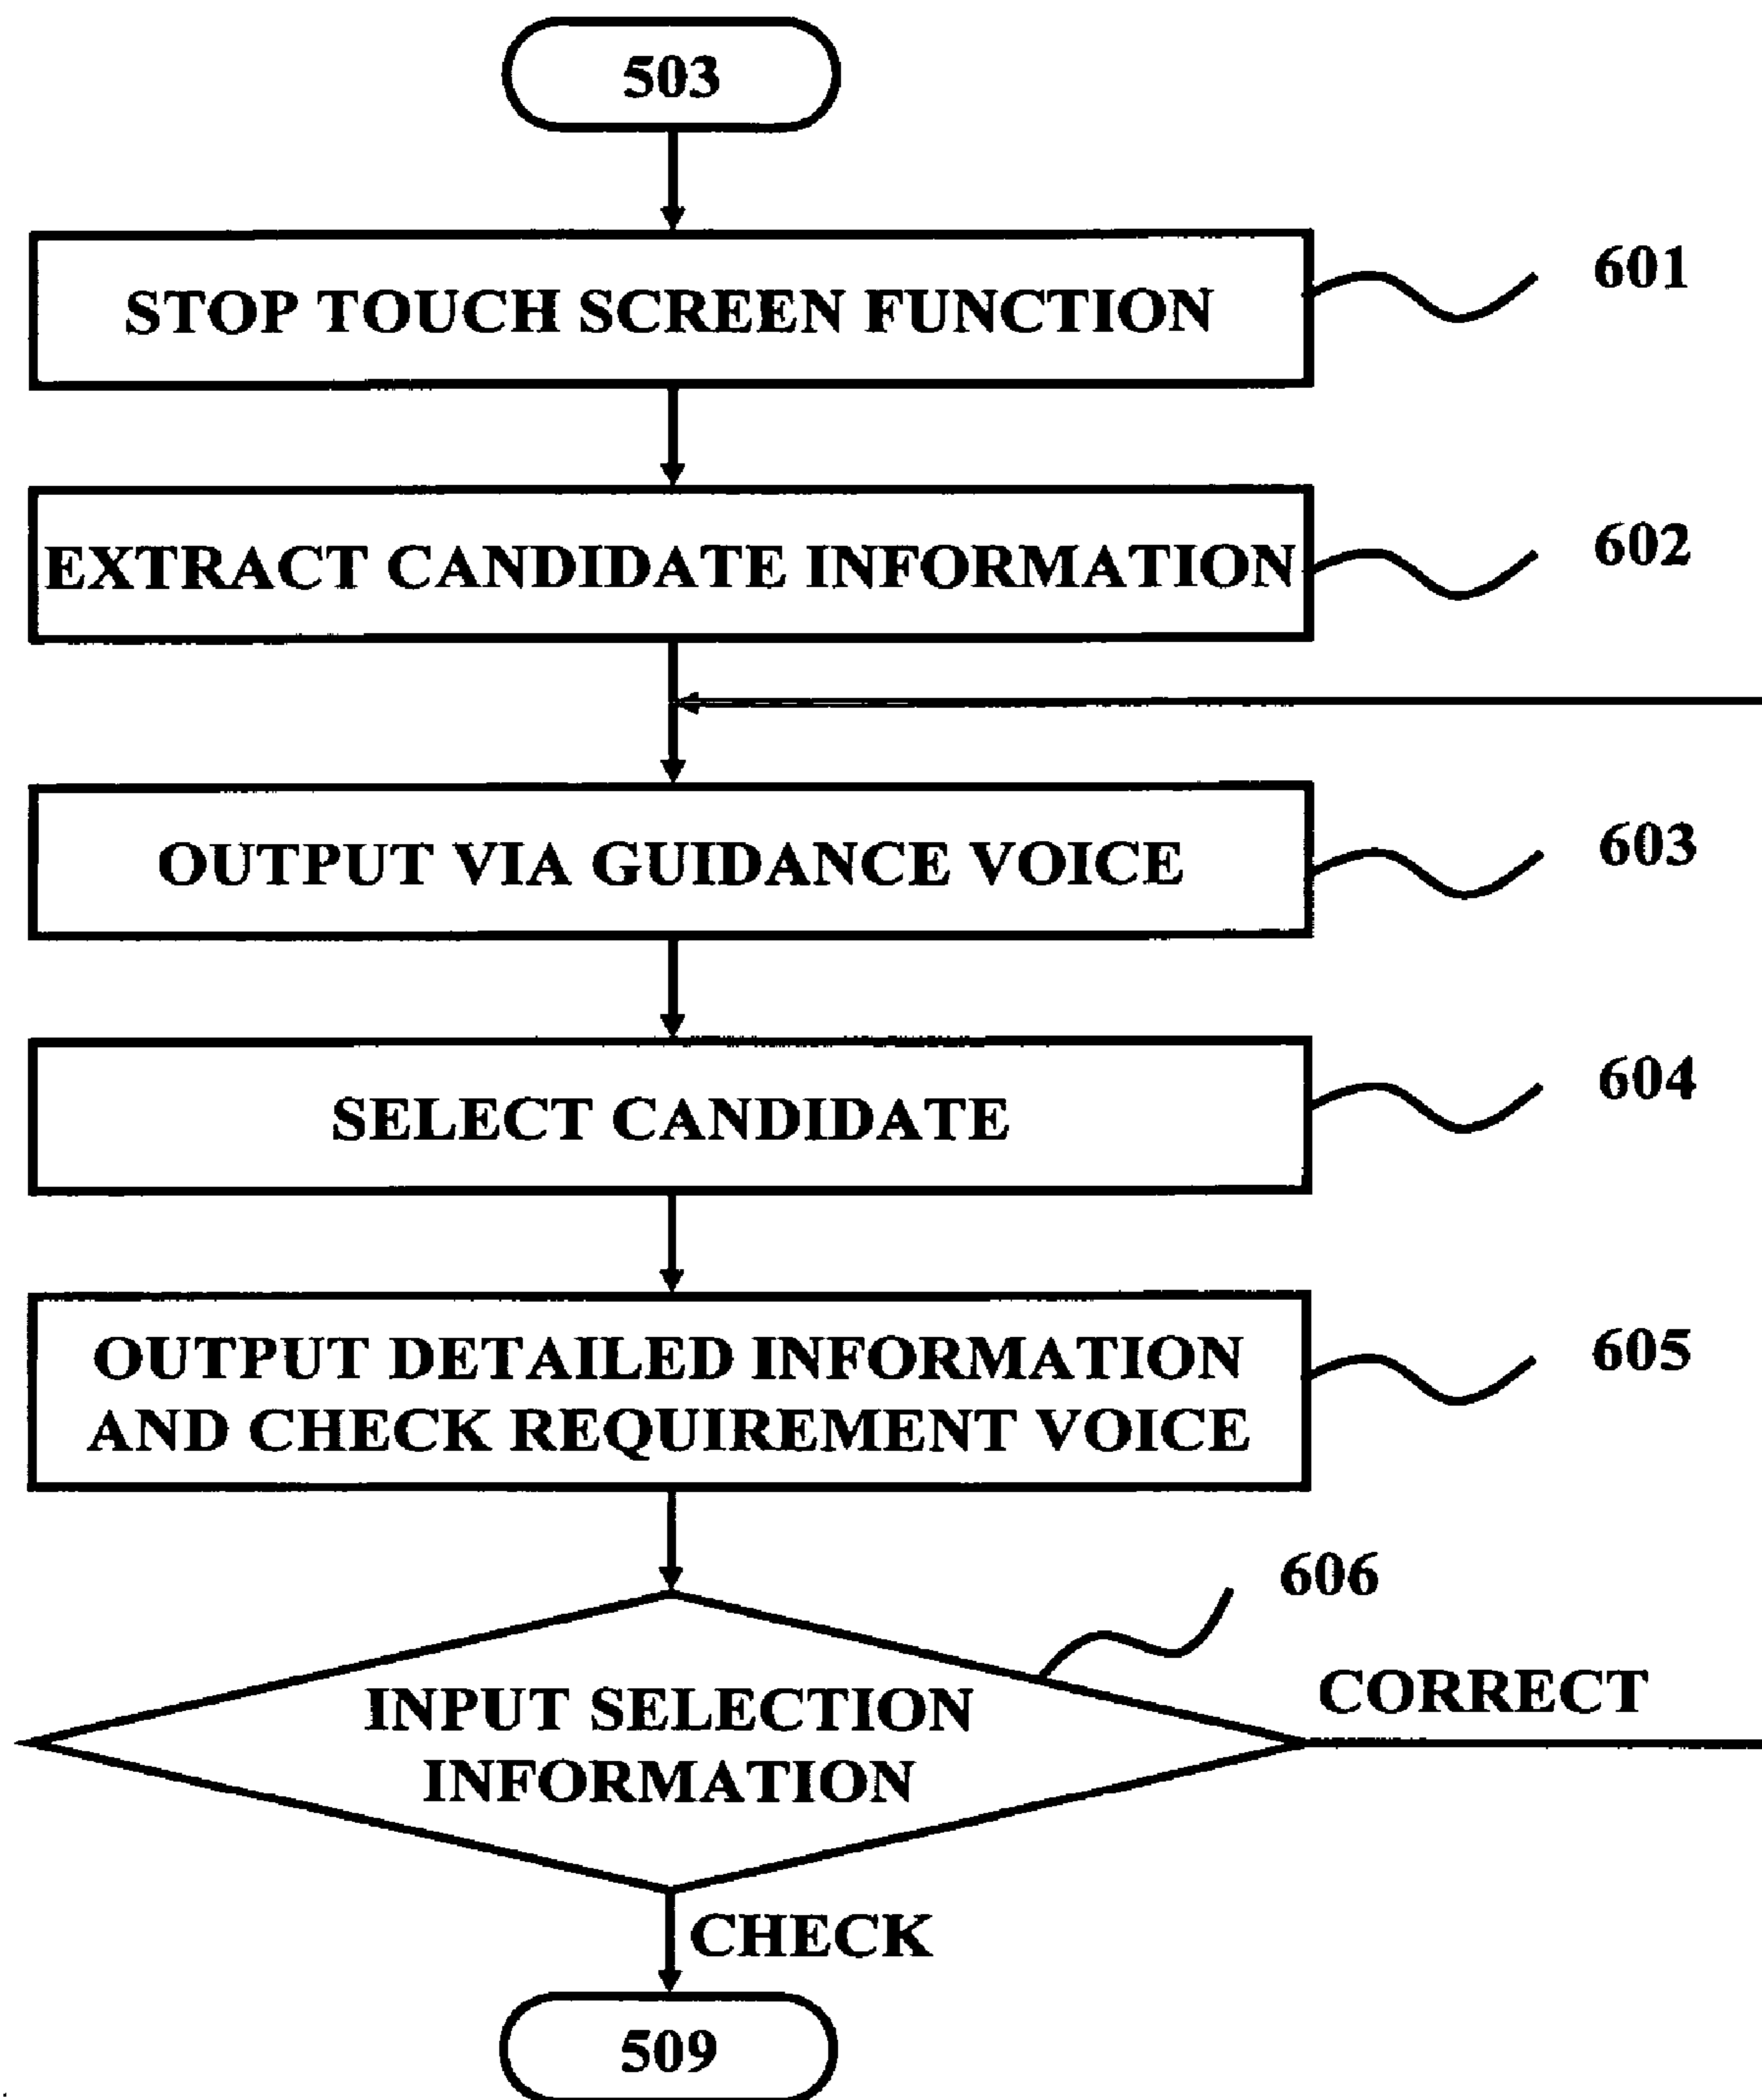 503
STOP TOUCH SCREEN FUNCTION
601
EXTRACT CANDIDATE INFORMATION
602
OUTPUT VIA GUIDANCE VOICE
603
SELECT CANDIDATE
604
OUTPUT DETAILED INFORMATION
AND CHECK REQUIREMENT VOICE
605
606
INPUT SELECTION
INFORMATION
CORRECT
CHECK
509